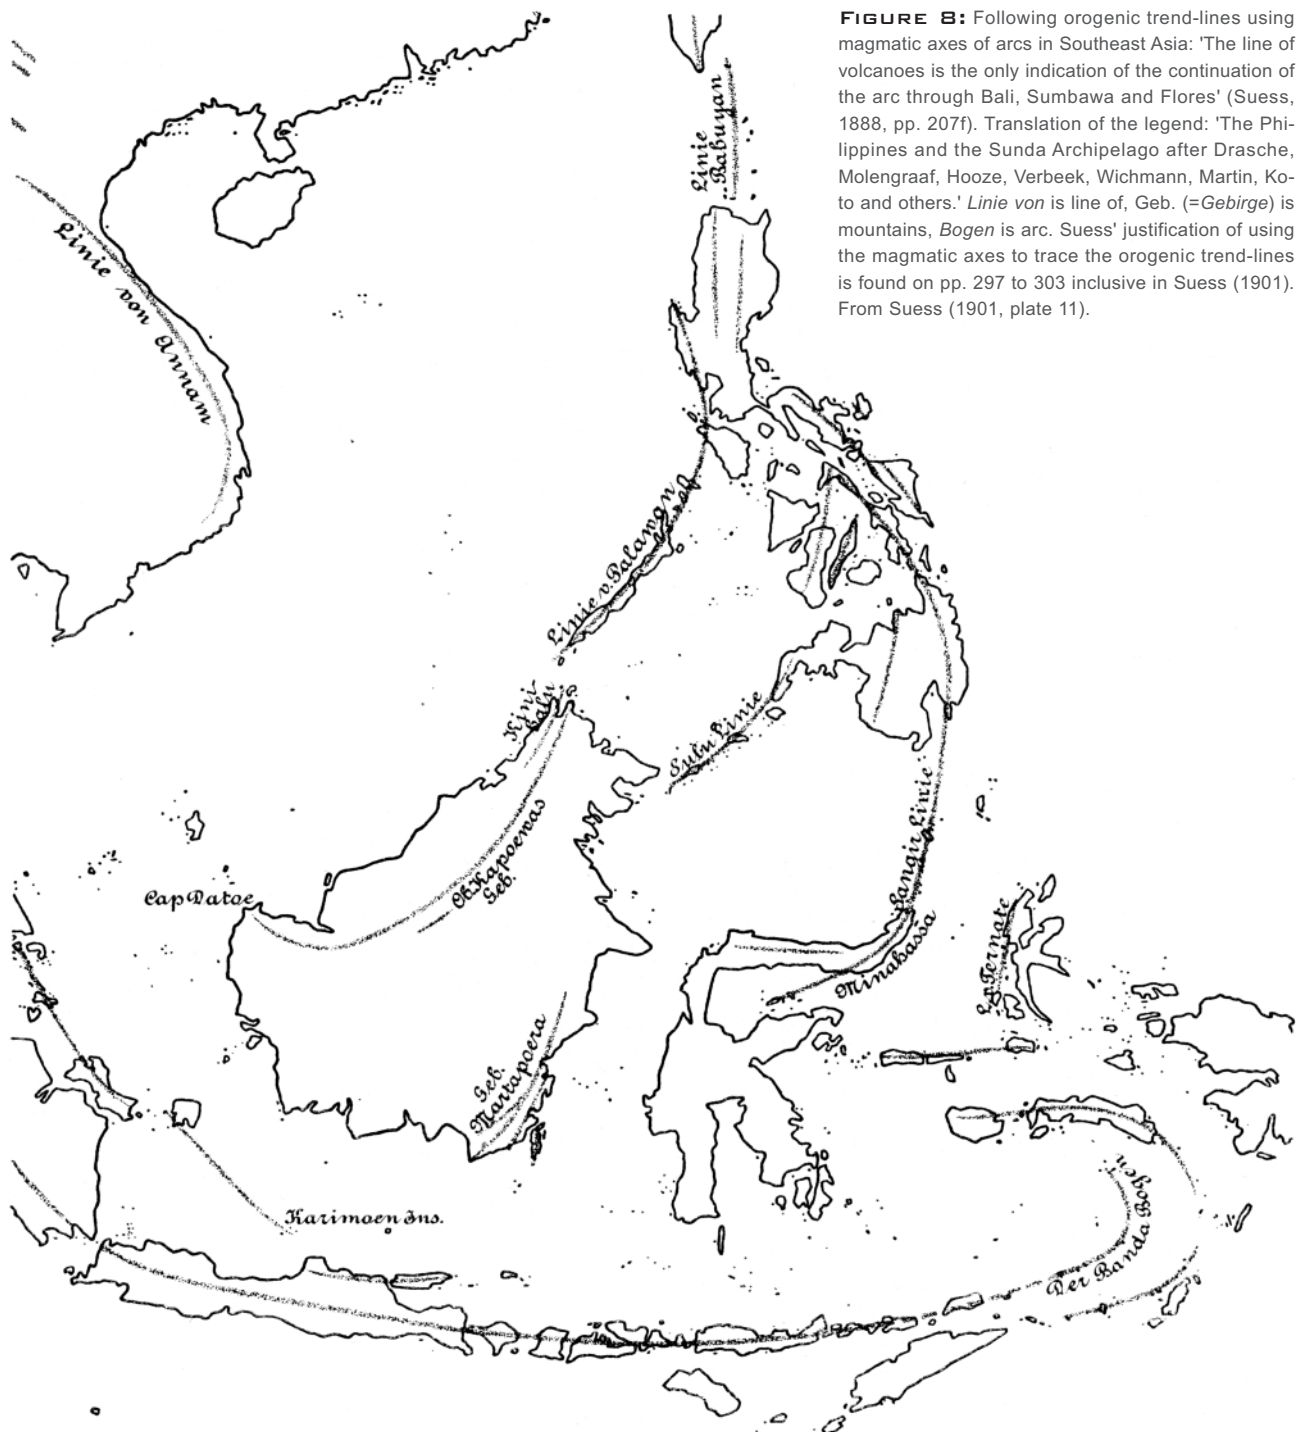 FIGURE 8: Following orogenic trend-lines using
magmatic axes of arcs in Southeast Asia: 'The line of
volcanoes is the only indication of the continuation of
the arc through Bali, Sumbawa and Flores' (Suess,
1888, pp. 207f). Translation of the legend: 'The Phi-
lippines and the Sunda Archipelago after Drasche,
Molengraaf, Hooze, Verbeek, Wichmann, Martin, Ko-
to and others.' Linie von is line of, Geb. (=Gebirge) is
mountains, Bogen is arc. Suess' justification of using
the magmatic axes to trace the orogenic trend-lines
is found on pp. 297 to 303 inclusive in Suess (1901).
From Suess (1901, plate 11).
Linie
Babuyan
Linie von Annam
Linie v. Palawan
Kini-
balu
Sulu Linie
Sangir Linie
Ob. Kapoewas
Geb.
Cap Datoe
Minahassa
L. v. Ternate
Geb.
Martapoera
Karimoen Ins.
Der Banda Bogen